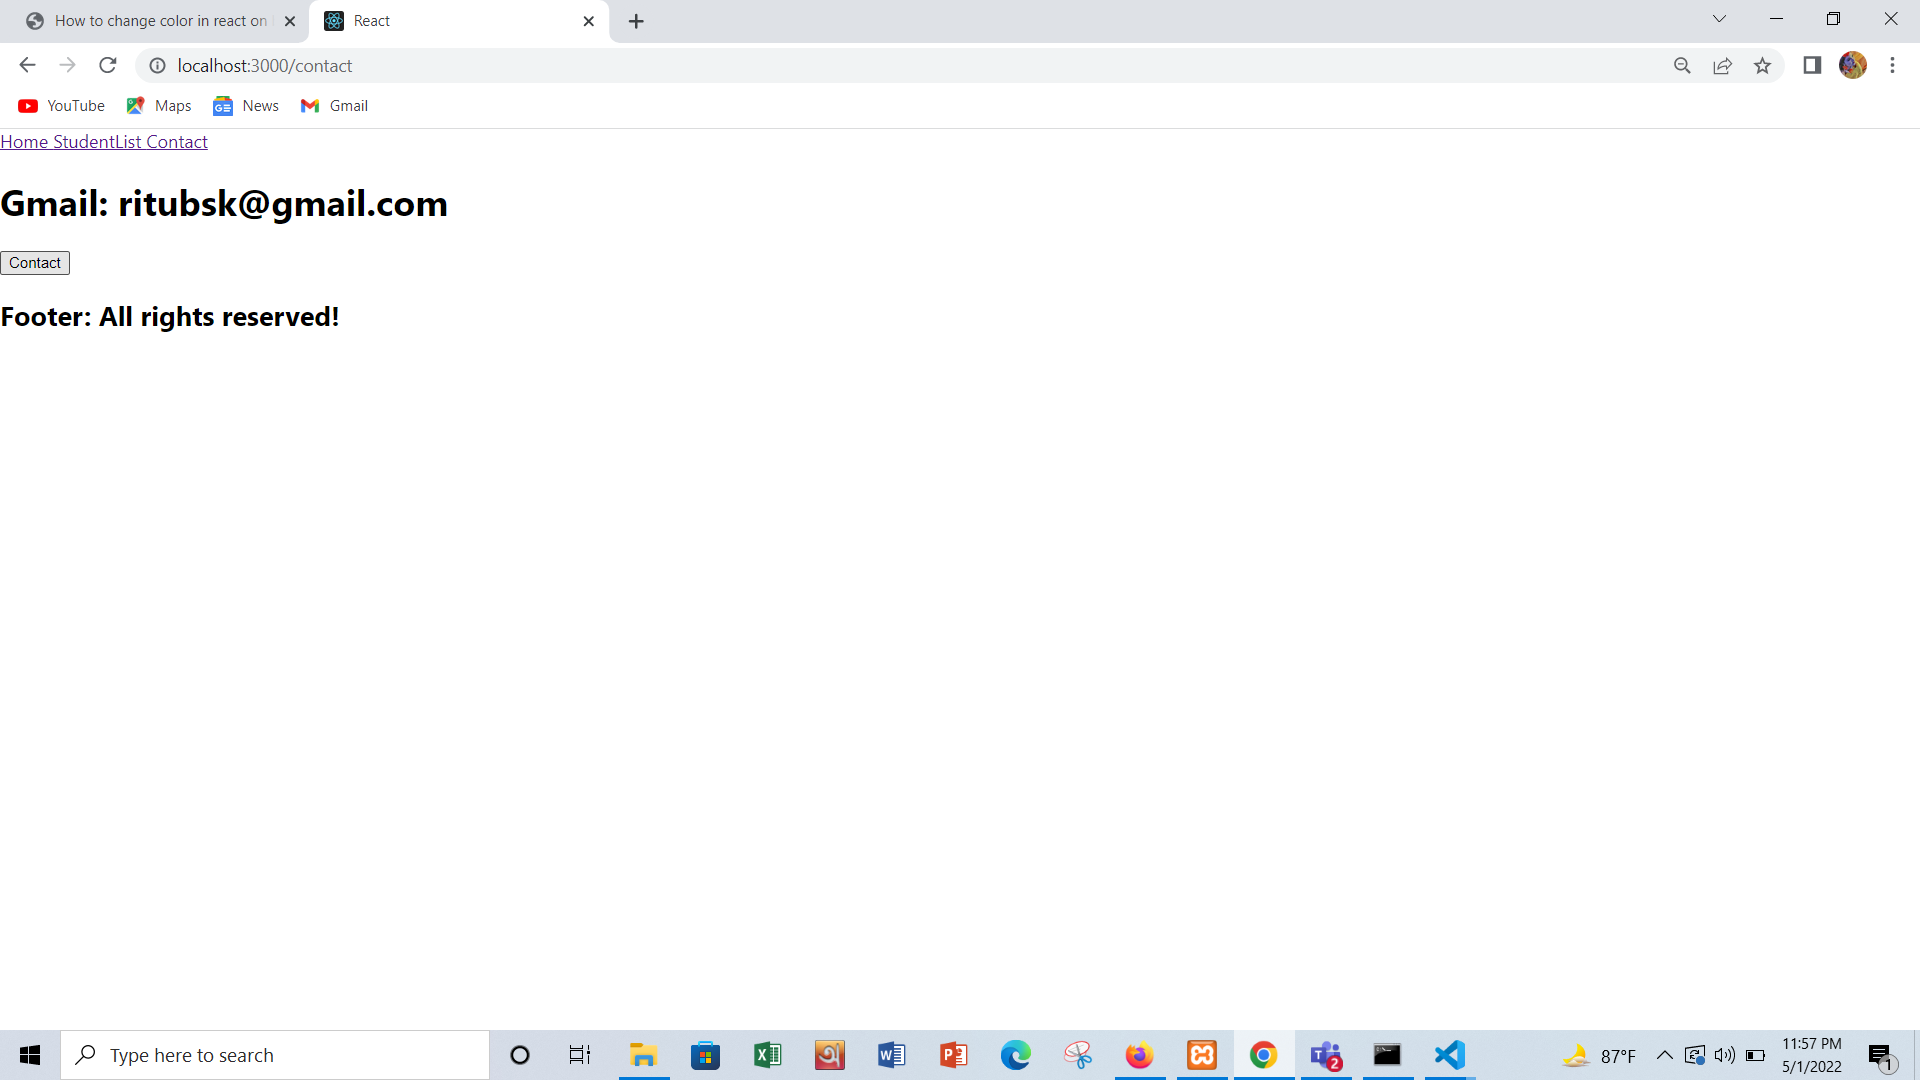 How to change color in react on
React
localhost:3000/contact
YouTube
Maps
News
Gmail
Home StudentList Contact
Gmail: ritubsk@gmail.com
Contact
Footer: All rights reserved!
Type here to search
2
87°F
11:57 PM
5/1/2022
1